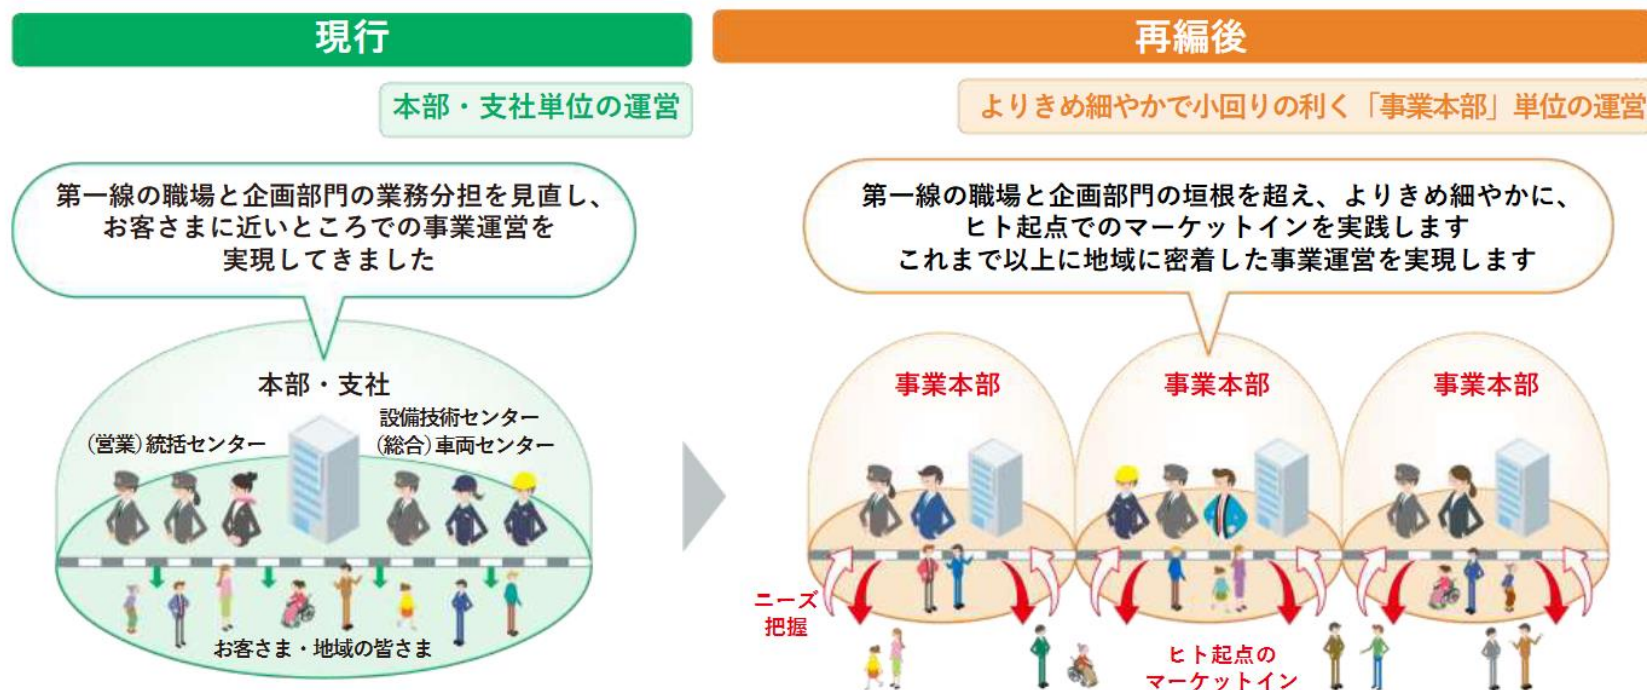 現行
本部・支社単位の運営
第一線の職場と企画部門の業務分担を見直し、
お客さまに近いところでの事業運営を
実現してきました
本部・支社
(営業)統括センター
設備技術センター
(総合)車両センター
お客さま・地域の皆さま
再編後
よりきめ細やかで小回りの利く「事業本部」単位の運営
第一線の職場と企画部門の垣根を超え、よりきめ細やかに、
ヒト起点でのマーケットインを実践します
これまで以上に地域に密着した事業運営を実現します
事業本部
事業本部
事業本部
ニーズ
把握
ヒト起点の
マーケットイン